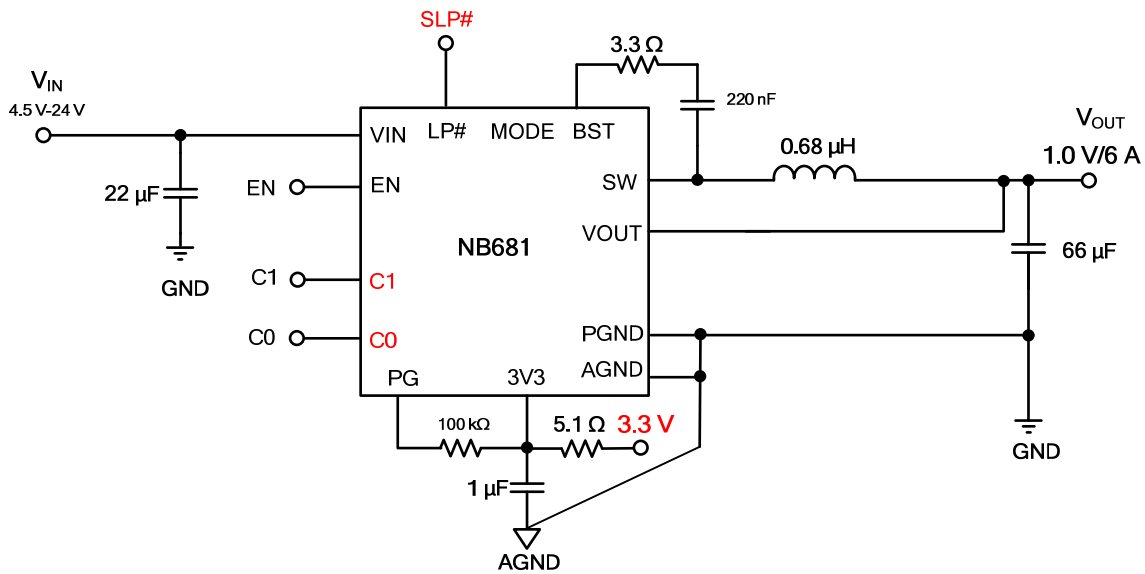 SLP#
3.3 Ω
VIN
4.5 V-24 V
220 nF
VOUT
1.0 V/6 A
VIN
LP#
MODE
BST
0.68 µH
22 µF
EN
EN
SW
VOUT
NB681
66 µF
GND
C1
C1
C0
C0
PGND
AGND
PG
3V3
100 kΩ
5.1 Ω
3.3 V
GND
1 µF
AGND